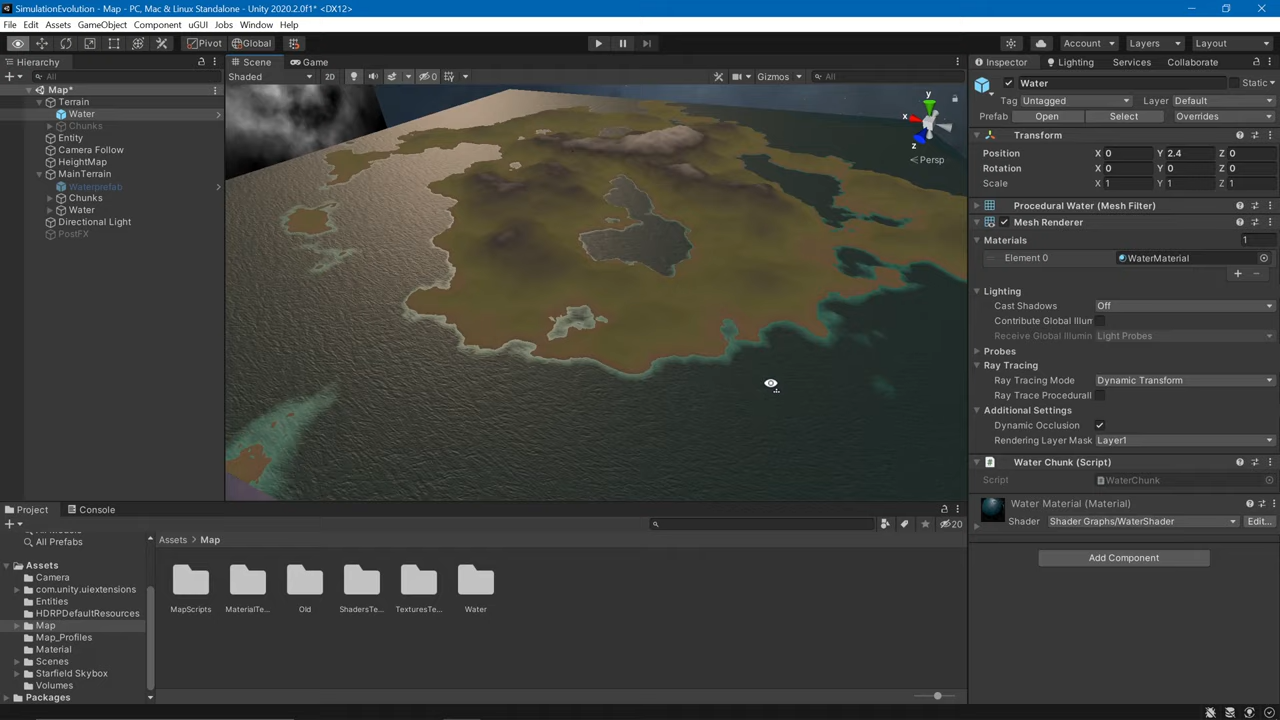 SimulationEvolution - Map - PC, Mac & Linux Standalone - Unity 2020.2.0f1* <DX12>
File Edit Assets GameObject Component uGUI Jobs Window Help
Pivot Global Account Layers Layout
Hierarchy
All
Map*
Terrain
Water
Chunks
Entity
Camera Follow
HeightMap
MainTerrain
Waterprefab
Chunks
Water
Directional Light
PostFX
Scene Game
Shaded 2D 0 Gizmos All
y
x
z
Persp
Inspector Lighting Services Collaborate
Water Static
Tag Untagged Layer Default
Prefab Open Select Overrides
Transform
Position X 0 Y 2.4 Z 0
Rotation X 0 Y 0 Z 0
Scale X 1 Y 1 Z 1
Procedural Water (Mesh Filter)
Mesh Renderer
Materials 1
Element 0 WaterMaterial
Lighting
Cast Shadows Off
Contribute Global Illum
Receive Global Illumin Light Probes
Probes
Ray Tracing
Ray Tracing Mode Dynamic Transform
Ray Trace Procedurall
Additional Settings
Dynamic Occlusion
Rendering Layer Mask Layer1
Water Chunk (Script)
Script WaterChunk
Water Material (Material)
Shader Shader Graphs/WaterShader Edit...
Add Component
Project Console
20
All Prefabs
Assets
Camera
com.unity.uiextensions
Entities
HDRPDefaultResources
Map
Map_Profiles
Material
Scenes
Starfield Skybox
Volumes
Packages
Assets > Map
MapScripts MaterialTe... Old ShadersTe... TexturesTe... Water